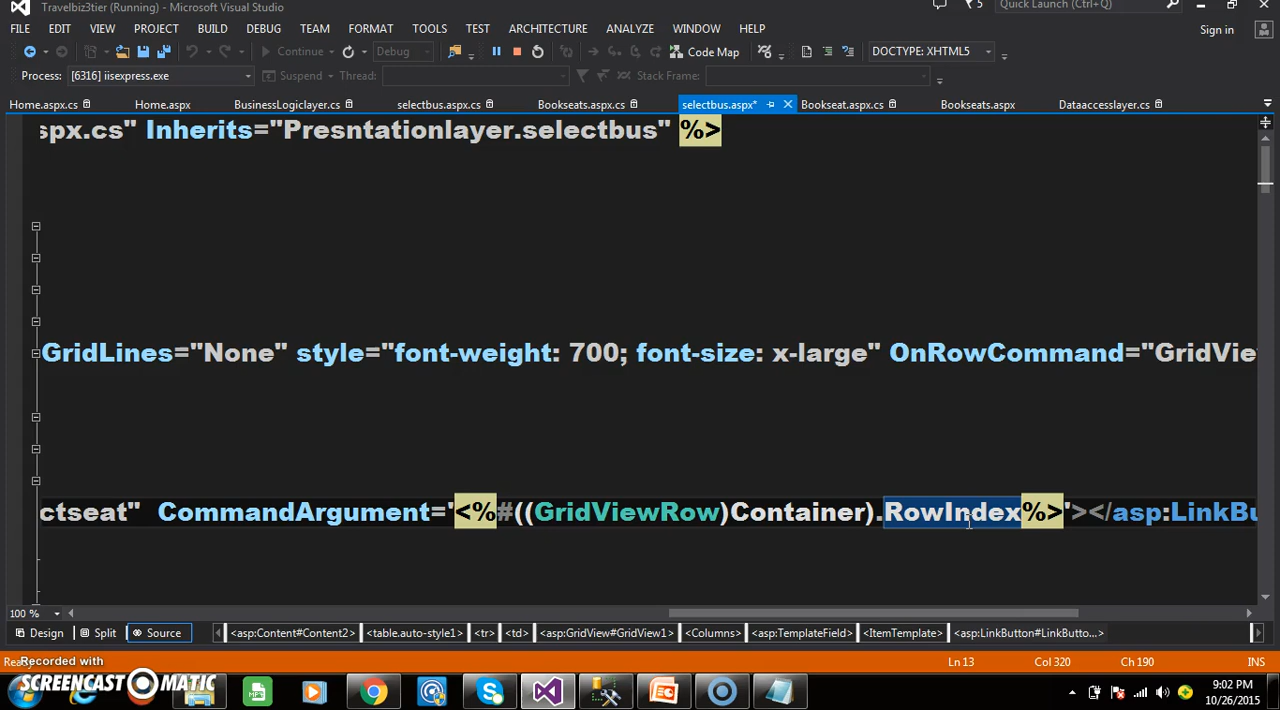 Travelbiz3tier (Running) - Microsoft Visual Studio
5 Quick Launch (Ctrl+Q)
FILE EDIT VIEW PROJECT BUILD DEBUG TEAM FORMAT TOOLS TEST ARCHITECTURE ANALYZE WINDOW HELP Sign in
Continue Debug Code Map DOCTYPE: XHTML5
Process: [6316] iisexpress.exe Suspend Thread: Stack Frame:
Home.aspx.cs Home.aspx BusinessLogiclayer.cs selectbus.aspx.cs Bookseats.aspx.cs selectbus.aspx* Bookseat.aspx.cs Bookseats.aspx Dataaccesslayer.cs
spx.cs" Inherits="Presntationlayer.selectbus" %>
GridLines="None" style="font-weight: 700; font-size: x-large" OnRowCommand="GridVie
ctseat" CommandArgument='<%#((GridViewRow)Container).RowIndex%>'></asp:LinkBu
100 %
Design Split Source <asp:Content#Content2> <table.auto-style1> <tr> <td> <asp:GridView#GridView1> <Columns> <asp:TemplateField> <ItemTemplate> <asp:LinkButton#LinkButto...>
Ln 13 Col 320 Ch 190 INS
Recorded with
SCREENCAST MATIC
MP3
9:02 PM
10/26/2015